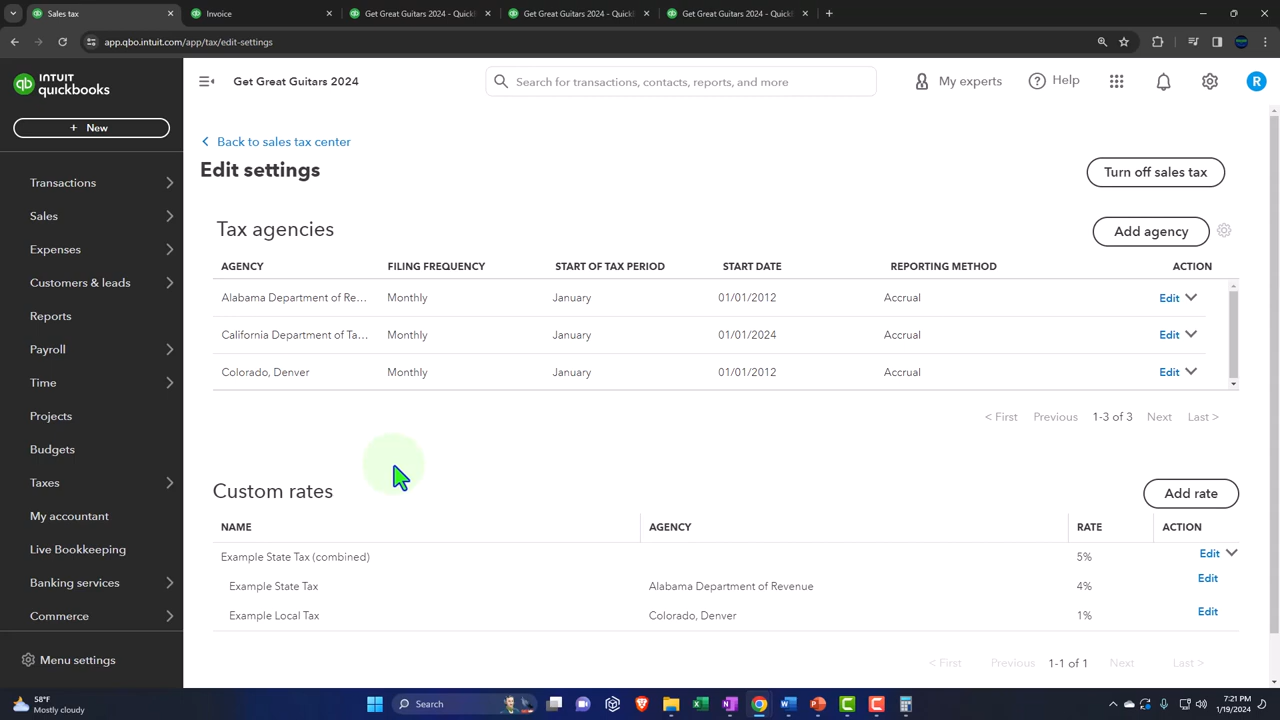 Sales tax
Invoice
Get Great Guitars 2024 - QuickB
Get Great Guitars 2024 - QuickB
Get Great Guitars 2024 - QuickB
app.qbo.intuit.com/app/tax/edit-settings
INTUIT
quickbooks
Get Great Guitars 2024
Search for transactions, contacts, reports, and more
My experts
Help
R
+ New
Back to sales tax center
Edit settings
Turn off sales tax
Transactions
Sales
Expenses
Customers & leads
Reports
Payroll
Time
Projects
Budgets
Taxes
My accountant
Live Bookkeeping
Banking services
Commerce
Menu settings
Tax agencies
Add agency
AGENCY FILING FREQUENCY START OF TAX PERIOD START DATE REPORTING METHOD ACTION
Alabama Department of Re... Monthly January 01/01/2012 Accrual Edit
California Department of Ta... Monthly January 01/01/2024 Accrual Edit
Colorado, Denver Monthly January 01/01/2012 Accrual Edit
< First Previous 1-3 of 3 Next Last >
Custom rates
Add rate
NAME AGENCY RATE ACTION
Example State Tax (combined) 5% Edit
Example State Tax Alabama Department of Revenue 4% Edit
Example Local Tax Colorado, Denver 1% Edit
< First Previous 1-1 of 1 Next Last >
58°F
Mostly cloudy
Search
7:21 PM
1/19/2024